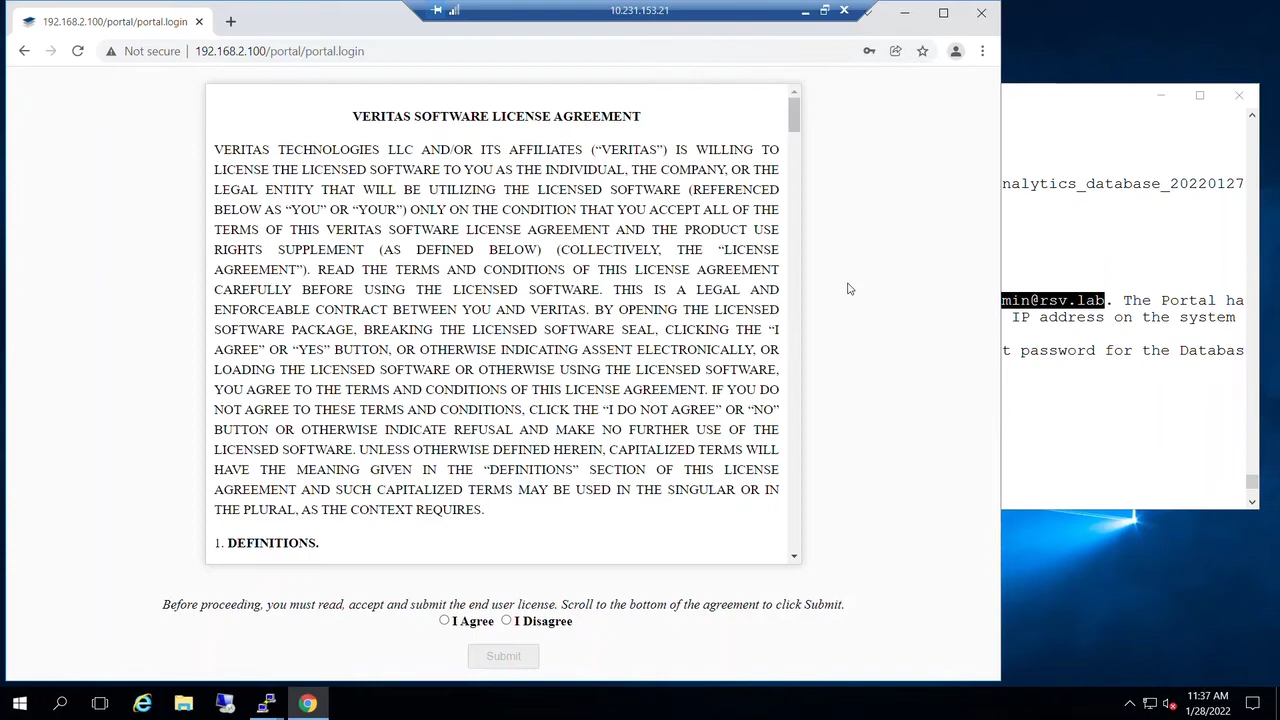 10.231.153.21
192.168.2.100/portal/portal.login
Not secure
192.168.2.100/portal/portal.login
VERITAS SOFTWARE LICENSE AGREEMENT
VERITAS TECHNOLOGIES LLC AND/OR ITS AFFILIATES (“VERITAS”) IS WILLING TO
LICENSE THE LICENSED SOFTWARE TO YOU AS THE INDIVIDUAL, THE COMPANY, OR THE
LEGAL ENTITY THAT WILL BE UTILIZING THE LICENSED SOFTWARE (REFERENCED
BELOW AS “YOU” OR “YOUR”) ONLY ON THE CONDITION THAT YOU ACCEPT ALL OF THE
TERMS OF THIS VERITAS SOFTWARE LICENSE AGREEMENT AND THE PRODUCT USE
RIGHTS SUPPLEMENT (AS DEFINED BELOW) (COLLECTIVELY, THE “LICENSE
AGREEMENT”). READ THE TERMS AND CONDITIONS OF THIS LICENSE AGREEMENT
CAREFULLY BEFORE USING THE LICENSED SOFTWARE. THIS IS A LEGAL AND
ENFORCEABLE CONTRACT BETWEEN YOU AND VERITAS. BY OPENING THE LICENSED
SOFTWARE PACKAGE, BREAKING THE LICENSED SOFTWARE SEAL, CLICKING THE “I
AGREE” OR “YES” BUTTON, OR OTHERWISE INDICATING ASSENT ELECTRONICALLY, OR
LOADING THE LICENSED SOFTWARE OR OTHERWISE USING THE LICENSED SOFTWARE,
YOU AGREE TO THE TERMS AND CONDITIONS OF THIS LICENSE AGREEMENT. IF YOU DO
NOT AGREE TO THESE TERMS AND CONDITIONS, CLICK THE “I DO NOT AGREE” OR “NO”
BUTTON OR OTHERWISE INDICATE REFUSAL AND MAKE NO FURTHER USE OF THE
LICENSED SOFTWARE. UNLESS OTHERWISE DEFINED HEREIN, CAPITALIZED TERMS WILL
HAVE THE MEANING GIVEN IN THE “DEFINITIONS” SECTION OF THIS LICENSE
AGREEMENT AND SUCH CAPITALIZED TERMS MAY BE USED IN THE SINGULAR OR IN
THE PLURAL, AS THE CONTEXT REQUIRES.
1. DEFINITIONS.
Before proceeding, you must read, accept and submit the end user license. Scroll to the bottom of the agreement to click Submit.
I Agree I Disagree
Submit
nalytics_database_20220127
min@rsv.lab. The Portal ha
IP address on the system
t password for the Databas
11:37 AM
1/28/2022